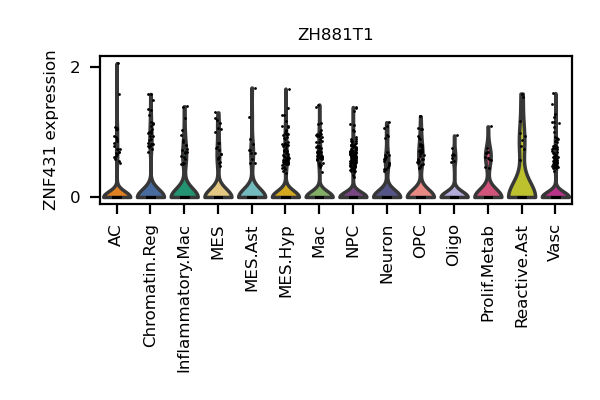 ZH881T1
ZNF431 expression
2
0
AC
Chromatin.Reg
Inflammatory.Mac
MES
MES.Ast
MES.Hyp
Mac
NPC
Neuron
OPC
Oligo
Prolif.Metab
Reactive.Ast
Vasc